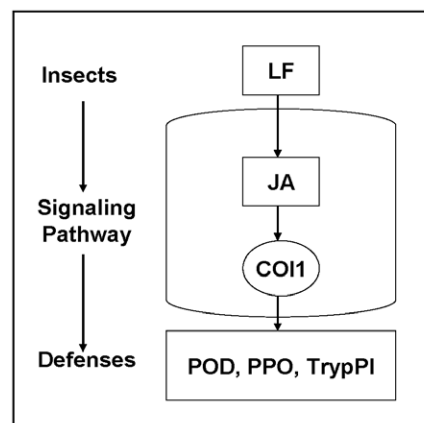 Insects
LF
JA
Signaling
Pathway
COI1
Defenses
POD, PPO, TrypPI